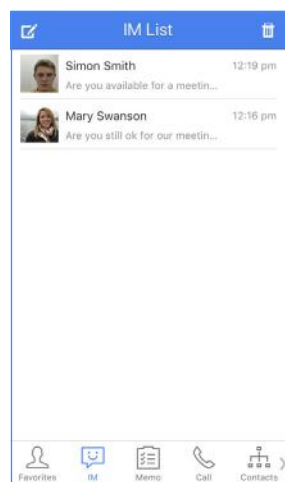 IM List
Simon Smith 12:19 pm
Are you available for a meetin...
Mary Swanson 12:16 pm
Are you still ok for our meetin...
Favorites IM Memo Call Contacts